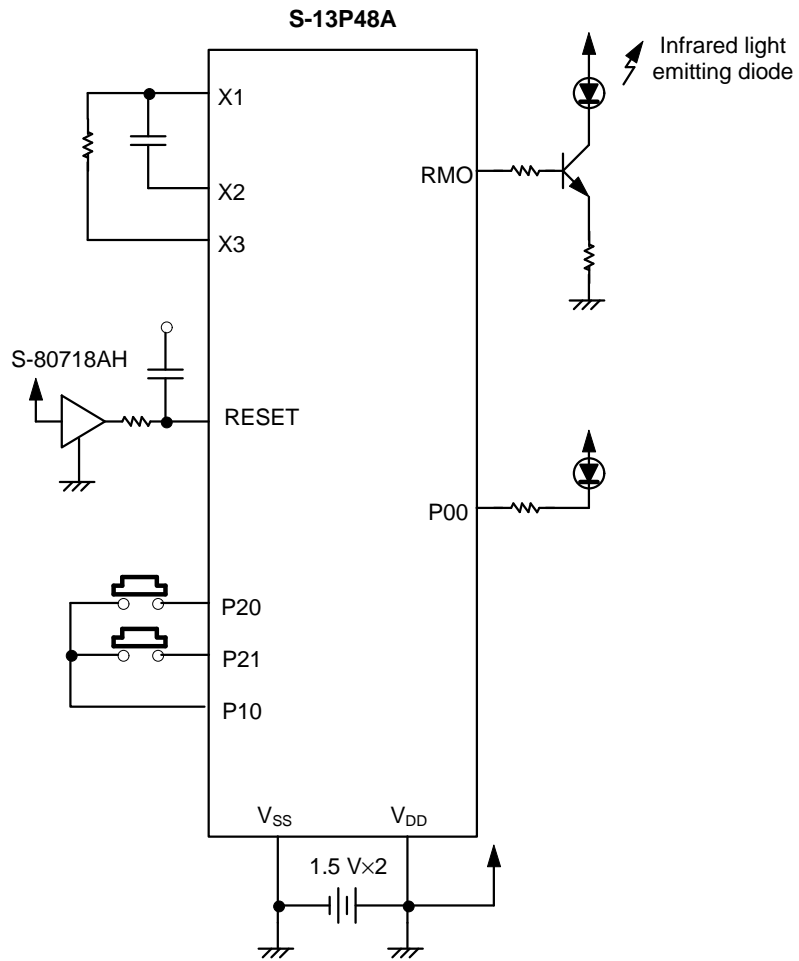 S-13P48A
Infrared light
emitting diode
X1
X2
X3
RMO
S-80718AH
RESET
P00
P20
P21
P10
VSS
VDD
1.5 V×2